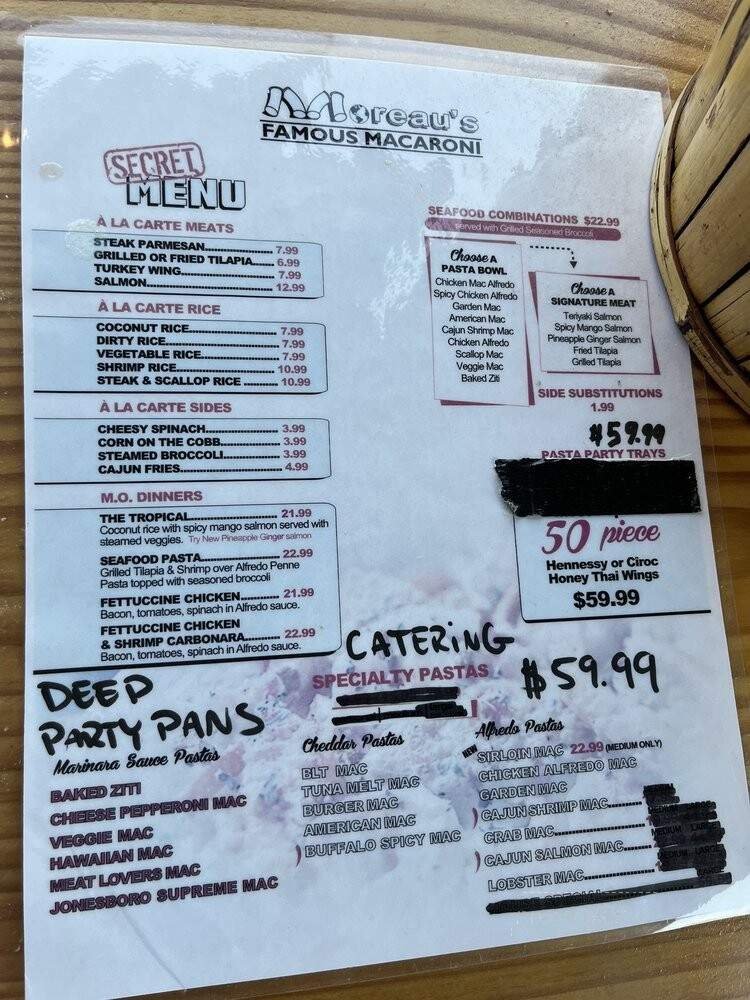 Moreau's
FAMOUS MACARONI
SECRET
MENU
À LA CARTE MEATS
STEAK PARMESAN.................. 7.99
GRILLED OR FRIED TILAPIA...... 6.99
TURKEY WING......................... 7.99
SALMON.................................. 12.99
À LA CARTE RICE
COCONUT RICE........................ 7.99
DIRTY RICE.............................. 7.99
VEGETABLE RICE..................... 7.99
SHRIMP RICE........................... 10.99
STEAK & SCALLOP RICE ......... 10.99
À LA CARTE SIDES
CHEESY SPINACH................... 3.99
CORN ON THE COBB............... 3.99
STEAMED BROCCOLI.............. 3.99
CAJUN FRIES.......................... 4.99
M.O. DINNERS
THE TROPICAL........................ 21.99
Coconut rice with spicy mango salmon served with
steamed veggies. Try New Pineapple Ginger salmon
SEAFOOD PASTA..................... 22.99
Grilled Tilapia & Shrimp over Alfredo Penne
Pasta topped with seasoned broccoli
FETTUCCINE CHICKEN........... 21.99
Bacon, tomatoes, spinach in Alfredo sauce.
FETTUCCINE CHICKEN
& SHRIMP CARBONARA.......... 22.99
Bacon, tomatoes, spinach in Alfredo sauce.
SEAFOOD COMBINATIONS $22.99
served with Grilled Seasoned Broccoli
Choose A
PASTA BOWL
Chicken Mac Alfredo
Spicy Chicken Alfredo
Garden Mac
American Mac
Cajun Shrimp Mac
Chicken Alfredo
Scallop Mac
Veggie Mac
Baked Ziti
Choose A
SIGNATURE MEAT
Teriyaki Salmon
Spicy Mango Salmon
Pineapple Ginger Salmon
Fried Tilapia
Grilled Tilapia
SIDE SUBSTITUTIONS
1.99
$59.99
PASTA PARTY TRAYS
50 piece
Hennessy or Ciroc
Honey Thai Wings
$59.99
CATERING
SPECIALTY PASTAS
$59.99
DEEP
PARTY PANS
Marinara Sauce Pastas
BAKED ZITI
CHEESE PEPPERONI MAC
VEGGIE MAC
HAWAIIAN MAC
MEAT LOVERS MAC
JONESBORO SUPREME MAC
Cheddar Pastas
BLT MAC
TUNA MELT MAC
BURGER MAC
AMERICAN MAC
BUFFALO SPICY MAC
Alfredo Pastas
NEW SIRLOIN MAC 22.99 (MEDIUM ONLY)
CHICKEN ALFREDO MAC
GARDEN MAC
CAJUN SHRIMP MAC........
CRAB MAC........................
CAJUN SALMON MAC........
LOBSTER MAC..................